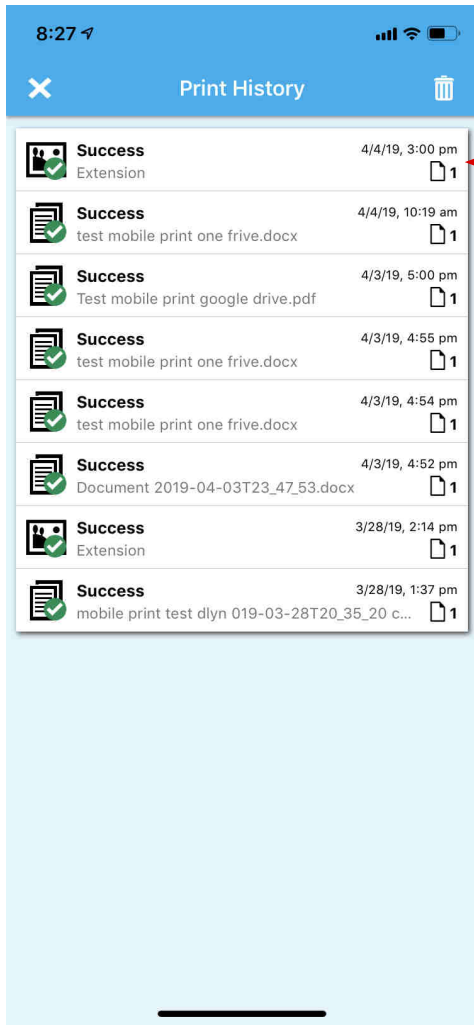 8:27
Print History
Success 4/4/19, 3:00 pm
Extension 1
Success 4/4/19, 10:19 am
test mobile print one frive.docx 1
Success 4/3/19, 5:00 pm
Test mobile print google drive.pdf 1
Success 4/3/19, 4:55 pm
test mobile print one frive.docx 1
Success 4/3/19, 4:54 pm
test mobile print one frive.docx 1
Success 4/3/19, 4:52 pm
Document 2019-04-03T23_47_53.docx 1
Success 3/28/19, 2:14 pm
Extension 1
Success 3/28/19, 1:37 pm
mobile print test dlyn 019-03-28T20_35_20 c... 1